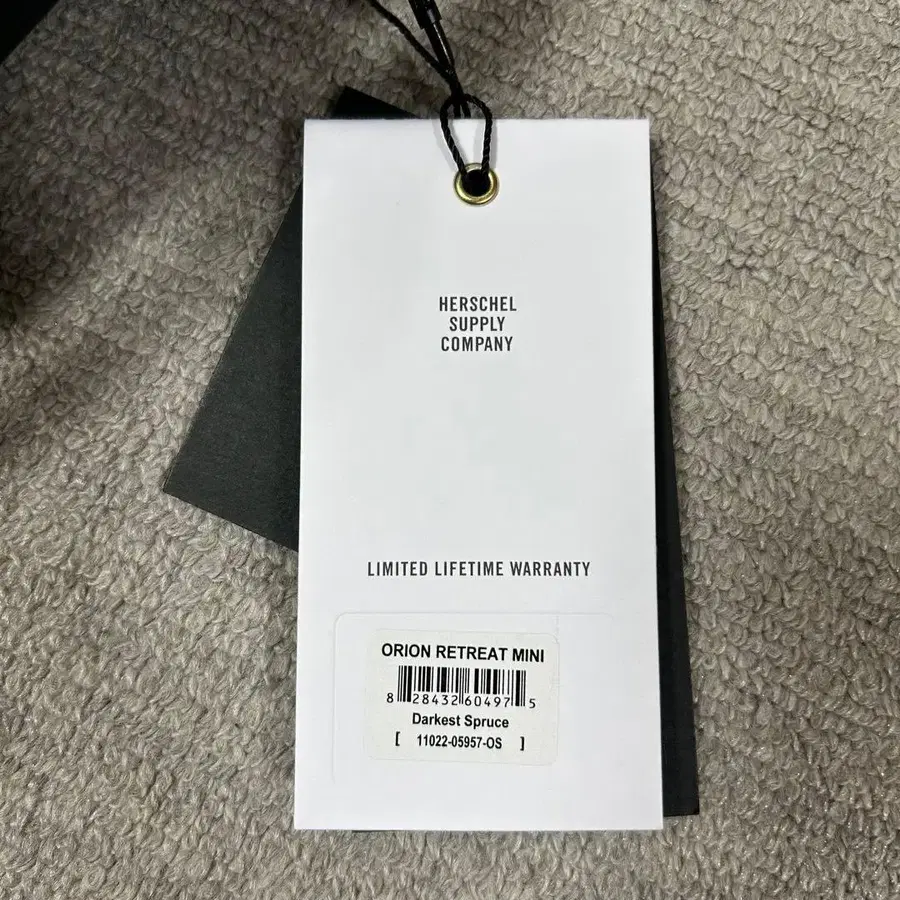 HERSCHEL
SUPPLY
COMPANY
LIMITED LIFETIME WARRANTY
ORION RETREAT MINI
8 28432 60497 5
Darkest Spruce
[ 11022-05957-OS ]